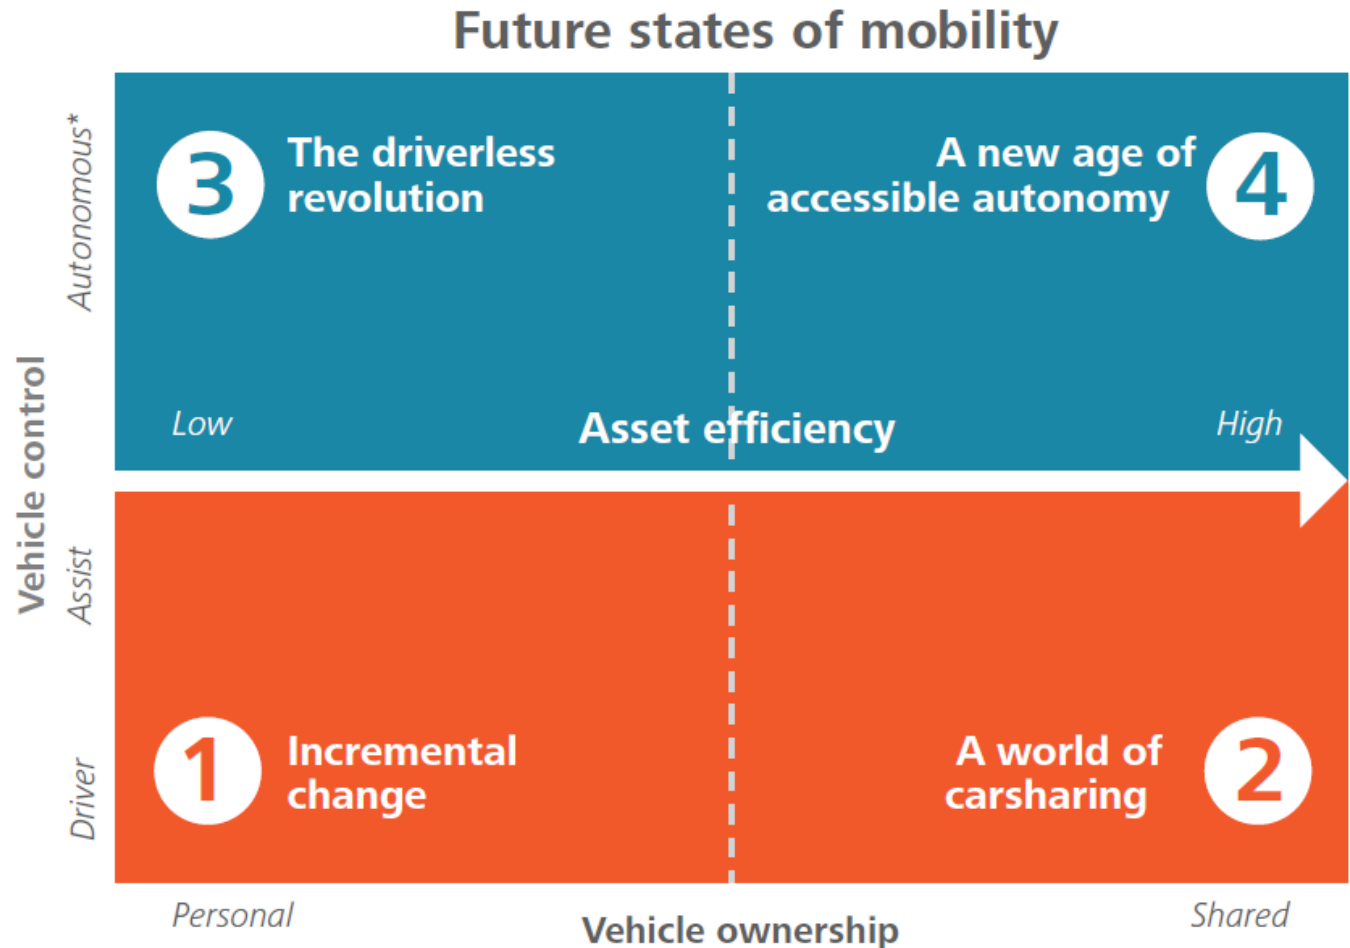 Future states of mobility
Autonomous*
3
The driverless
revolution
A new age of
accessible autonomy
4
Low
Asset efficiency
High
Vehicle control
Assist
Driver
1
Incremental
change
A world of
carsharing
2
Personal
Vehicle ownership
Shared